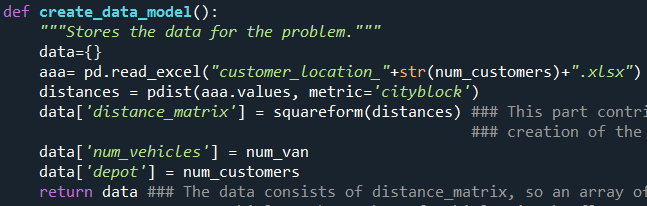 def create_data_model():
"""Stores the data for the problem."""
data={}
aaa= pd.read_excel("customer_location_"+str(num_customers)+".xlsx")
distances = pdist(aaa.values, metric='cityblock')
data['distance_matrix'] = squareform(distances) ### This part contri
### creation of the
data['num_vehicles'] = num_van
data['depot'] = num_customers
return data ### The data consists of distance_matrix, so an array of